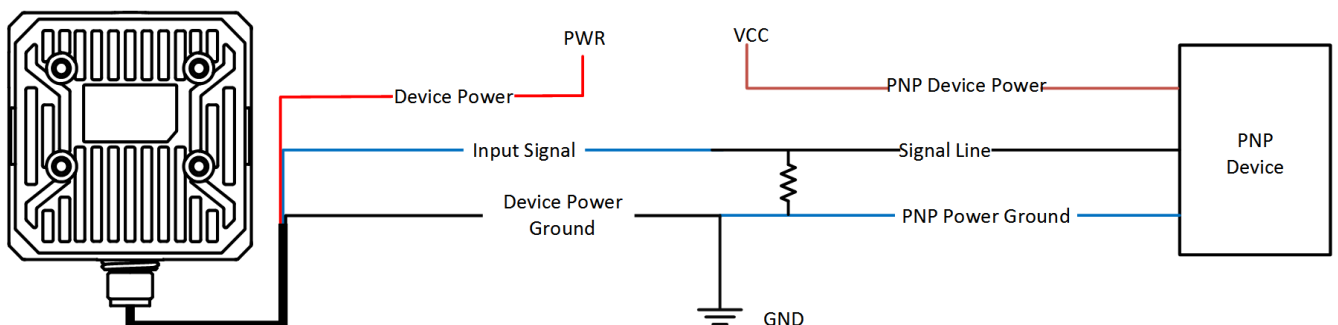 PWR
VCC
Device Power
PNP Device Power
Input Signal
Signal Line
PNP
Device
Device Power
Ground
PNP Power Ground
GND